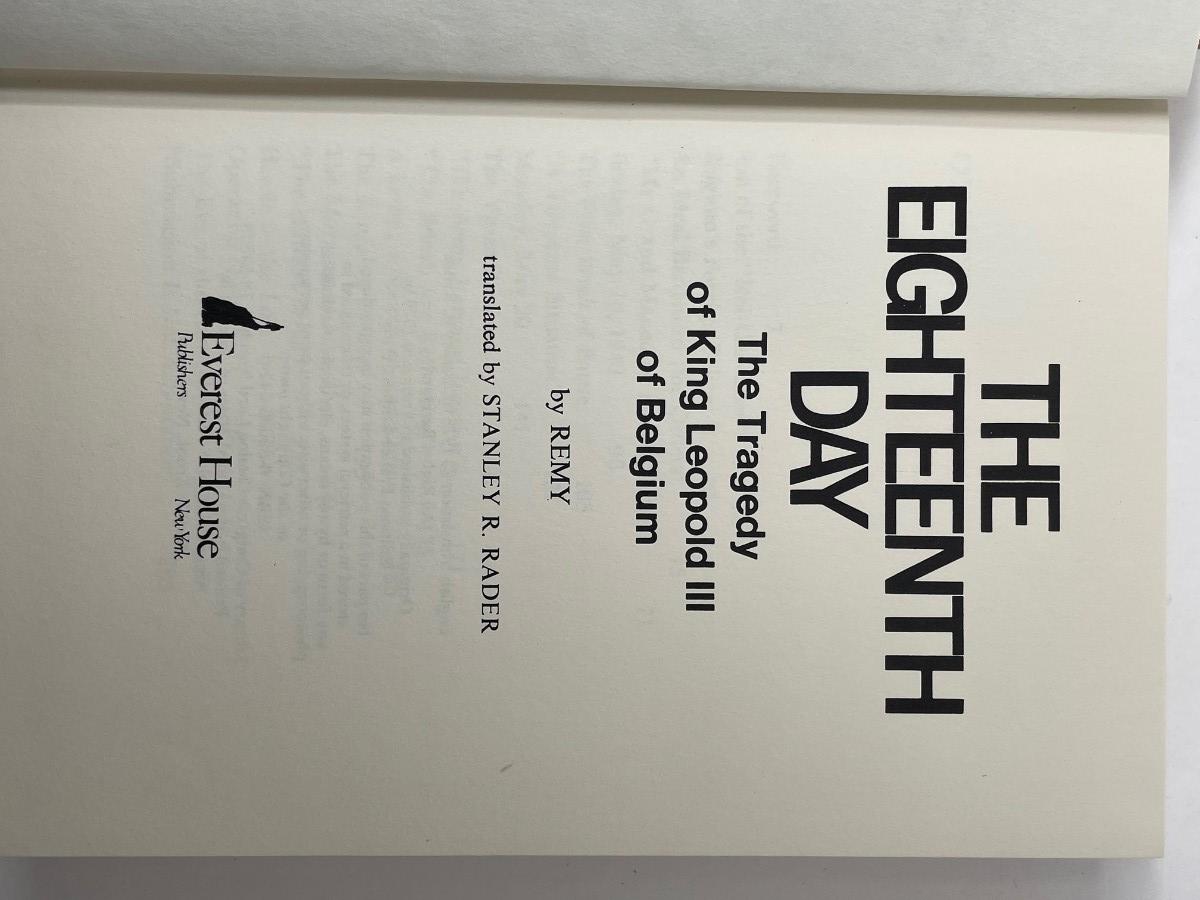 THE
EIGHTEENTH
DAY
The Tragedy
of King Leopold III
of Belgium
by REMY
translated by STANLEY R. RADER
Everest House
Publishers New York